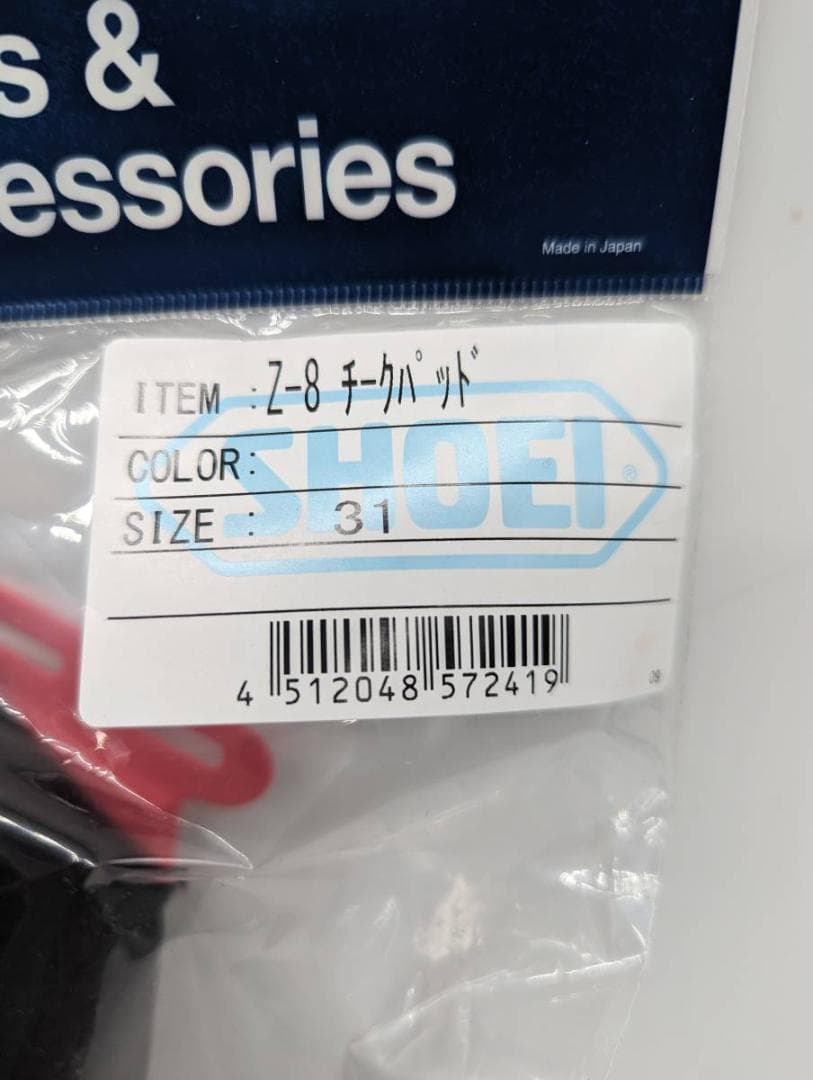 s &
essories
Made in Japan
ITEM :Z-8 ﾁｰｸﾊﾟｯﾄﾞ
COLOR:
SHOEI®
SIZE : 31
4 512048 572419
09